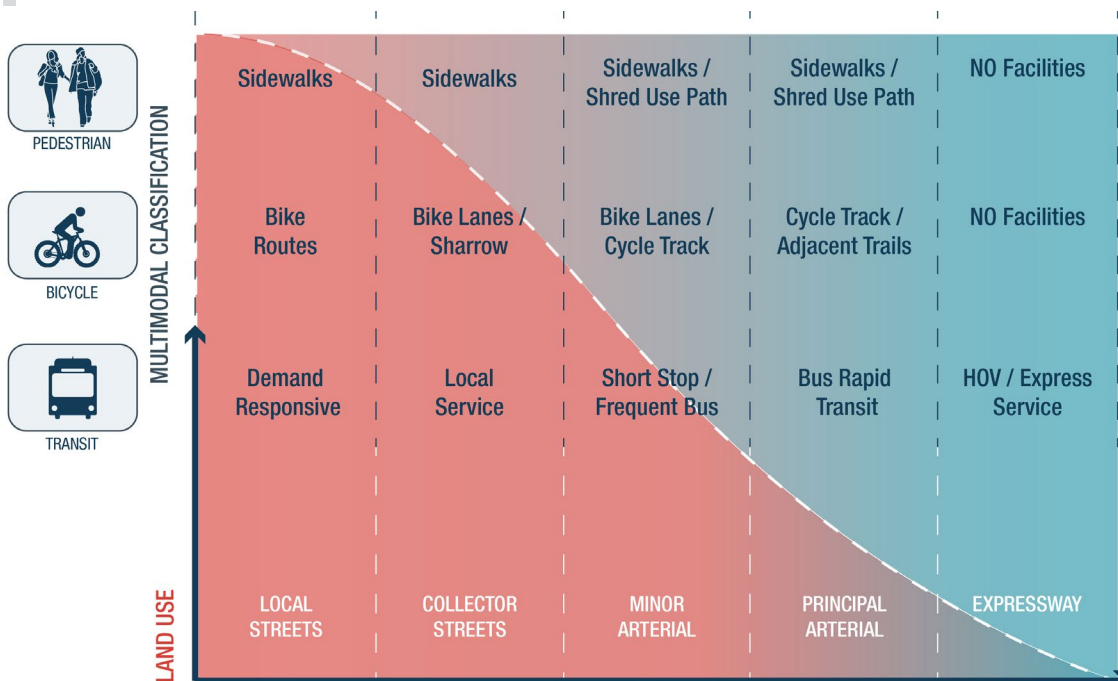 PEDESTRIAN
BICYCLE
TRANSIT
MULTIMODAL CLASSIFICATION
LAND USE
Sidewalks
Sidewalks
Sidewalks /
Shred Use Path
Sidewalks /
Shred Use Path
NO Facilities
Bike
Routes
Bike Lanes /
Sharrow
Bike Lanes /
Cycle Track
Cycle Track /
Adjacent Trails
NO Facilities
Demand
Responsive
Local
Service
Short Stop /
Frequent Bus
Bus Rapid
Transit
HOV / Express
Service
LOCAL
STREETS
COLLECTOR
STREETS
MINOR
ARTERIAL
PRINCIPAL
ARTERIAL
EXPRESSWAY